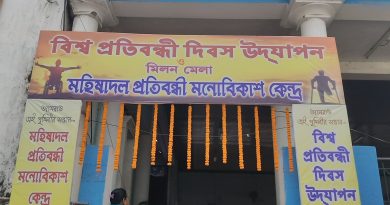 বিশ্ব প্রতিবন্ধী দিবস উদ্‌যাপন
ও
মিলন মেলা
মহিষাদল প্রতিবন্ধী মনোবিকাশ কেন্দ্র
মহিষাদল
প্রতিবন্ধী
মনোবিকাশ
কেন্দ্র
বিশ্ব
প্রতিবন্ধী
দিবস
উদ্‌যাপন